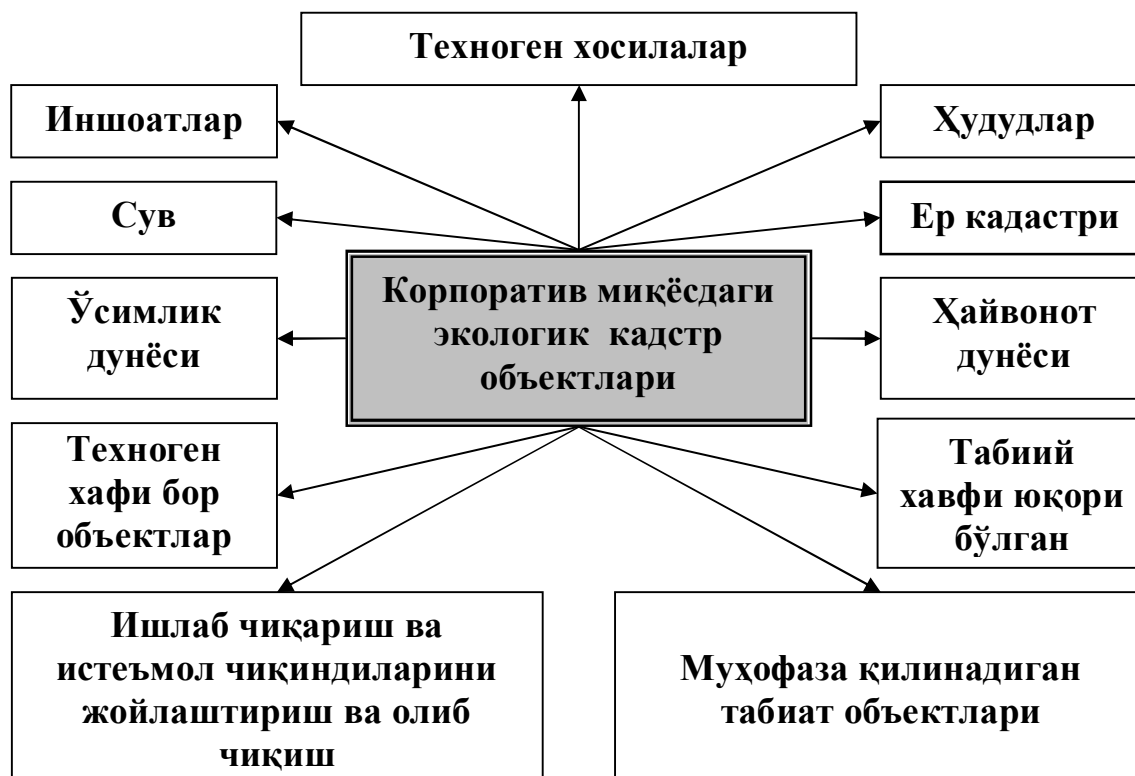 Техноген хосилалар
Иншоатлар
Ҳудудлар
Сув
Ер кадастри
Ўсимлик
дунёси
Корпоратив миқёсдаги
экологик кадстр
объектлари
Ҳайвонот
дунёси
Техноген
хафи бор
объектлар
Табиий
хавфи юқори
бўлган
Ишлаб чиқариш ва
истеъмол чиқиндиларини
жойлаштириш ва олиб
чиқиш
Муҳофаза қилинадиган
табиат объектлари